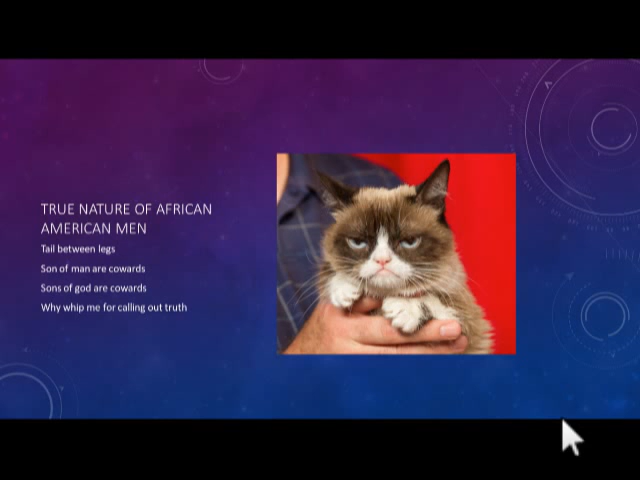 TRUE NATURE OF AFRICAN
AMERICAN MEN
Tail between legs
Son of man are cowards
Sons of god are cowards
Why whip me for calling out truth